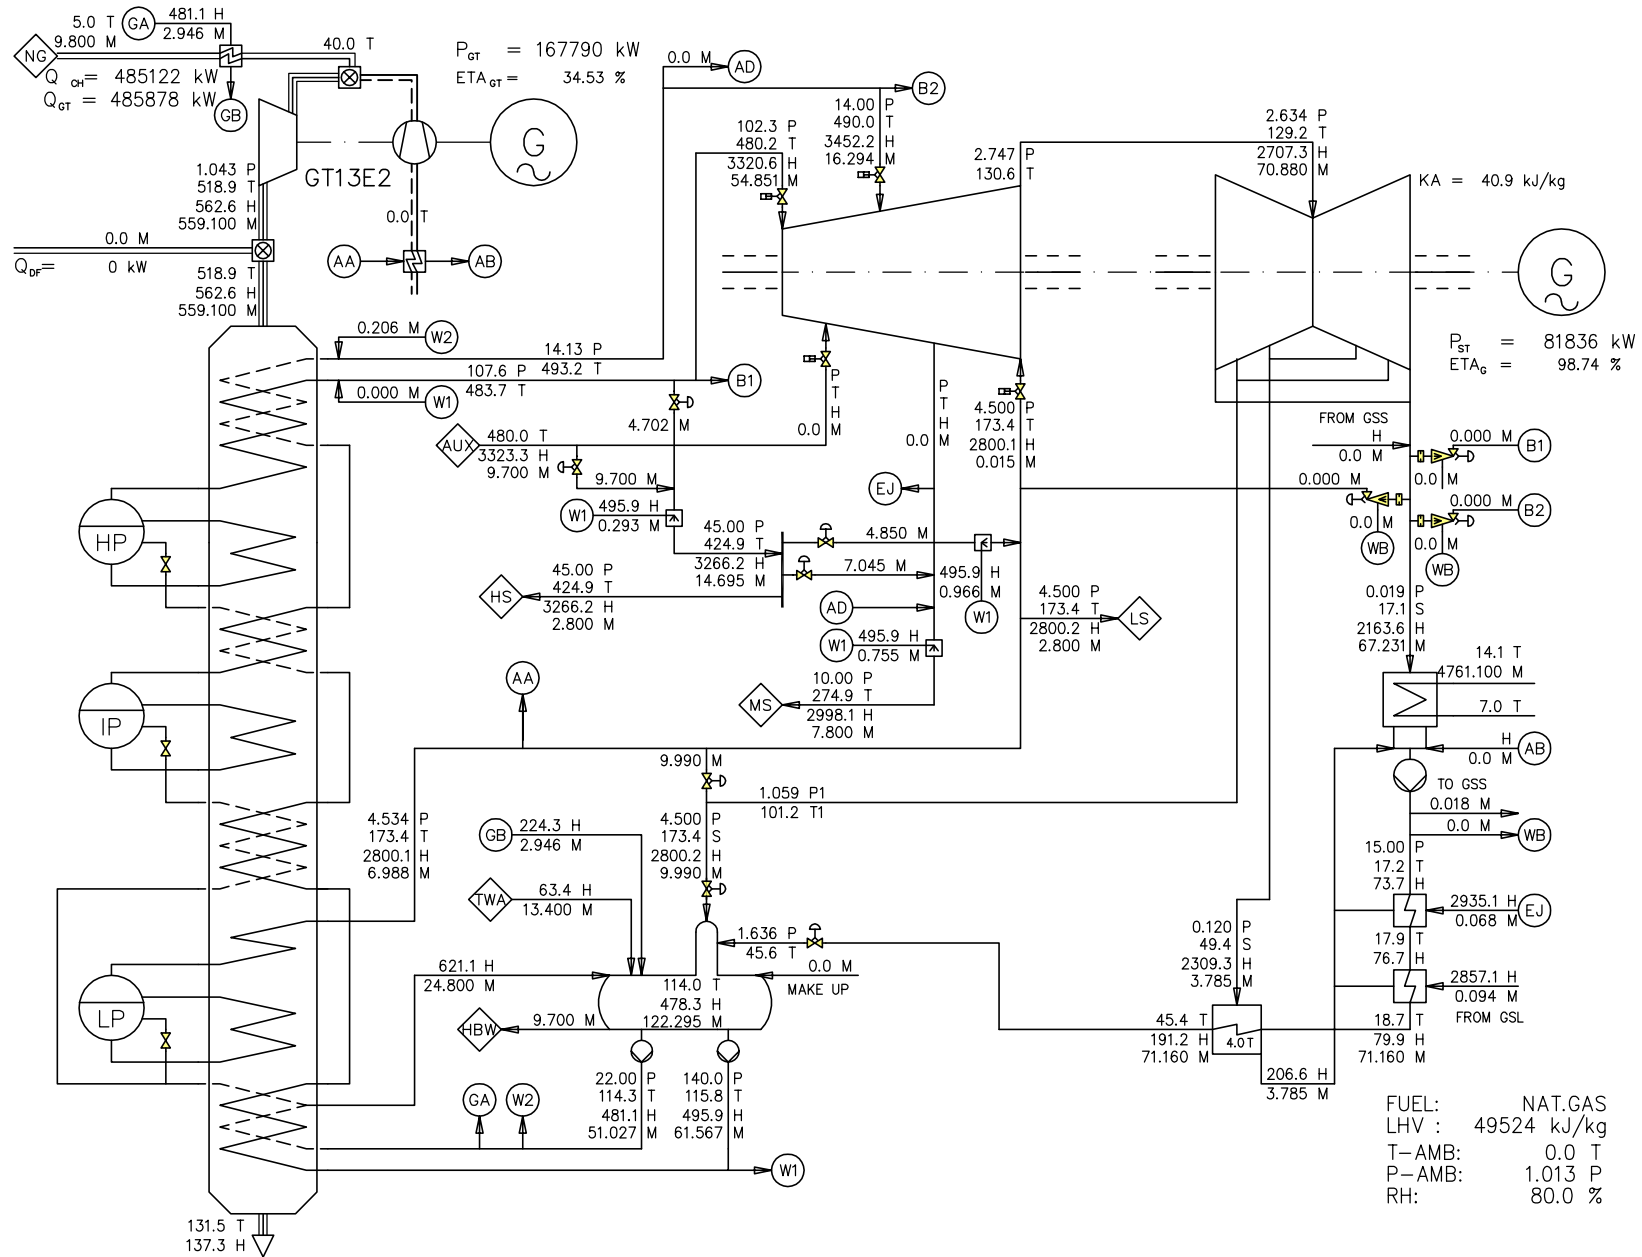 5.0 T
9.800 M
NG
GA
481.1 H
2.946 M
40.0 T
Q CH= 485122 kW
QGT = 485878 kW
GB
PGT = 167790 kW
ETAGT = 34.53 %
G
GT13E2
1.043 P
518.9 T
562.6 H
559.100 M
0.0 T
0.0 M
QDF= 0 kW
AA
AB
518.9 T
562.6 H
559.100 M
0.0 M
AD
B2
14.00 P
490.0 T
3452.2 H
16.294 M
102.3 P
480.2 T
3320.6 H
54.851 M
2.747 P
130.6 T
2.634 P
129.2 T
2707.3 H
70.880 M
KA = 40.9 kJ/kg
G
PST = 81836 kW
ETAG = 98.74 %
0.206 M
W2
14.13 P
493.2 T
107.6 P
483.7 T
B1
0.000 M
W1
4.702 M
P
T
H
0.0 M
P
T
H
0.0 M
4.500 P
173.4 T
2800.1 H
0.015 M
AUX
480.0 T
3323.3 H
9.700 M
9.700 M
W1
495.9 H
0.293 M
EJ
FROM GSS
H
0.0 M
0.000 M
B1
0.0 M
0.000 M
0.000 M
B2
0.0 M
0.0 M
WB
WB
HP
45.00 P
424.9 T
3266.2 H
14.695 M
4.850 M
7.045 M
495.9 H
0.966 M
W1
HS
45.00 P
424.9 T
3266.2 H
2.800 M
AD
W1
495.9 H
0.755 M
4.500 P
173.4 T
2800.2 H
2.800 M
LS
MS
10.00 P
274.9 T
2998.1 H
7.800 M
0.019 P
17.1 S
2163.6 H
67.231 M
14.1 T
4761.100 M
7.0 T
H
0.0 M
AB
AA
IP
9.990 M
1.059 P1
101.2 T1
TO GSS
0.018 M
0.0 M
WB
4.534 P
173.4 T
2800.1 H
6.988 M
GB
224.3 H
2.946 M
4.500 P
173.4 S
2800.2 H
9.990 M
15.00 P
17.2 T
73.7 H
TWA
63.4 H
13.400 M
2935.1 H
0.068 M
EJ
1.636 P
45.6 T
0.120 P
49.4 S
2309.3 H
3.785 M
17.9 T
76.7 H
621.1 H
24.800 M
0.0 M
MAKE UP
114.0 T
478.3 H
122.295 M
2857.1 H
0.094 M
FROM GSL
LP
HBW
9.700 M
45.4 T
191.2 H
71.160 M
4.0T
18.7 T
79.9 H
71.160 M
206.6 H
3.785 M
GA
W2
22.00 P
114.3 T
481.1 H
51.027 M
140.0 P
115.8 T
495.9 H
61.567 M
W1
FUEL: NAT.GAS
LHV : 49524 kJ/kg
T-AMB: 0.0 T
P-AMB: 1.013 P
RH: 80.0 %
131.5 T
137.3 H